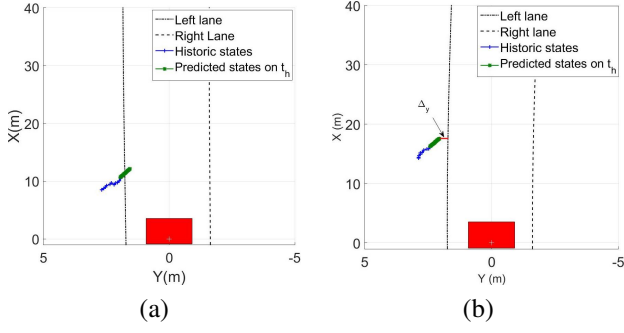 40
30
20
10
0
X(m)
5
0
-5
Y(m)
Left lane
Right Lane
Historic states
Predicted states on t_h
(a)
40
30
20
10
0
X (m)
5
0
-5
Y (m)
Left lane
Right Lane
Historic states
Predicted states on t_h
Δ_y
(b)